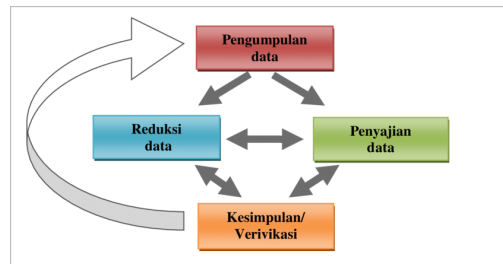 Pengumpulan
data
Reduksi
data
Penyajian
data
Kesimpulan/
Verivikasi